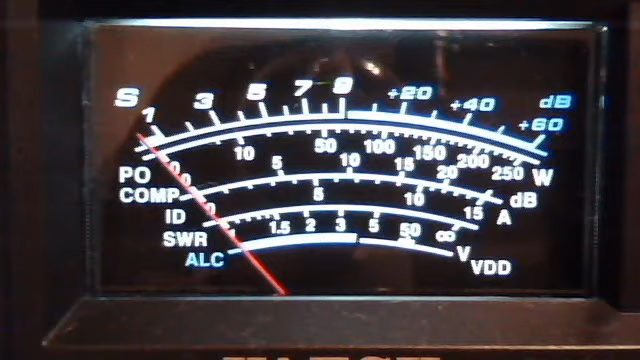 S 1 3 5 7 9 +20 +40 +60 dB
PO 0 10 50 100 150 200 250 W
COMP 0 5 10 15 20 dB
ID 0 5 10 15 A
SWR 1 1.5 2 3 5 50 ∞
ALC V VDD